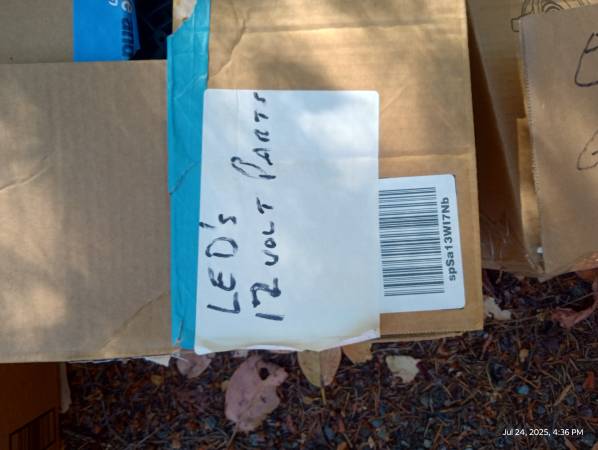 LED's
12 VOLT PARTS
spSa13WI7Nb
Jul 24, 2025, 4:36 PM